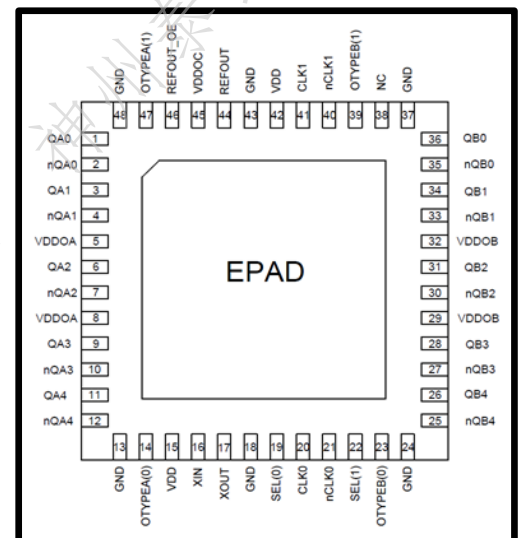 神州泰
GND OTYPEA(1) REFOUT_OE VDDOC REFOUT GND VDD CLK1 nCLK1 OTYPEB(1) NC GND
48 47 46 45 44 43 42 41 40 39 38 37
QA0 1 36 QB0
nQA0 2 35 nQB0
QA1 3 34 QB1
nQA1 4 33 nQB1
VDDOA 5 32 VDDOB
QA2 6 31 QB2
nQA2 7 30 nQB2
VDDOA 8 29 VDDOB
QA3 9 28 QB3
nQA3 10 27 nQB3
QA4 11 26 QB4
nQA4 12 25 nQB4
EPAD
13 14 15 16 17 18 19 20 21 22 23 24
GND OTYPEA(0) VDD XIN XOUT GND SEL(0) CLK0 nCLK0 SEL(1) OTYPEB(0) GND